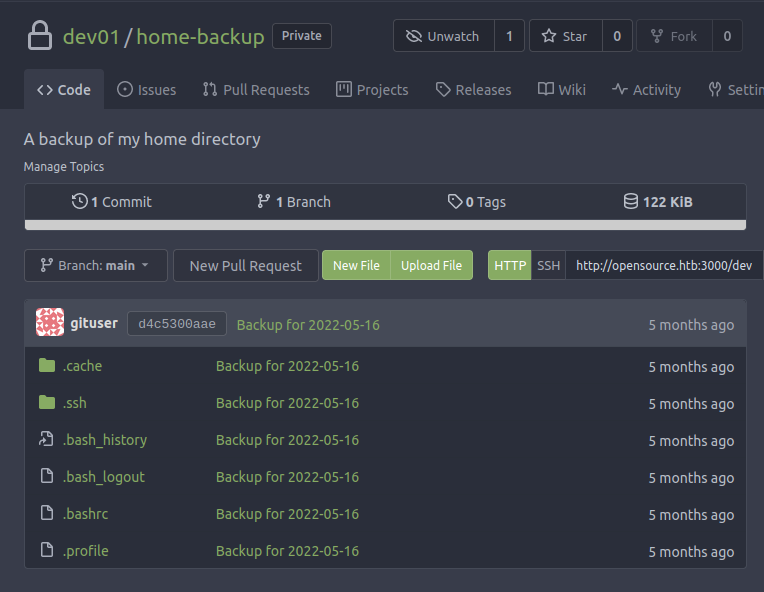 dev01/home-backup Private Unwatch 1 Star 0 Fork 0
Code Issues Pull Requests Projects Releases Wiki Activity Settin
A backup of my home directory
Manage Topics
1 Commit 1 Branch 0 Tags 122 KiB
Branch: main New Pull Request New File Upload File HTTP SSH http://opensource.htb:3000/dev
gituser d4c5300aae Backup for 2022-05-16 5 months ago
.cache Backup for 2022-05-16 5 months ago
.ssh Backup for 2022-05-16 5 months ago
.bash_history Backup for 2022-05-16 5 months ago
.bash_logout Backup for 2022-05-16 5 months ago
.bashrc Backup for 2022-05-16 5 months ago
.profile Backup for 2022-05-16 5 months ago